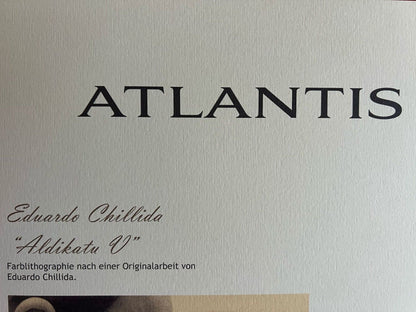 ATLANTIS
Eduardo Chillida
"Aldikatu V"
Farblithographie nach einer Originalarbeit von
Eduardo Chillida.